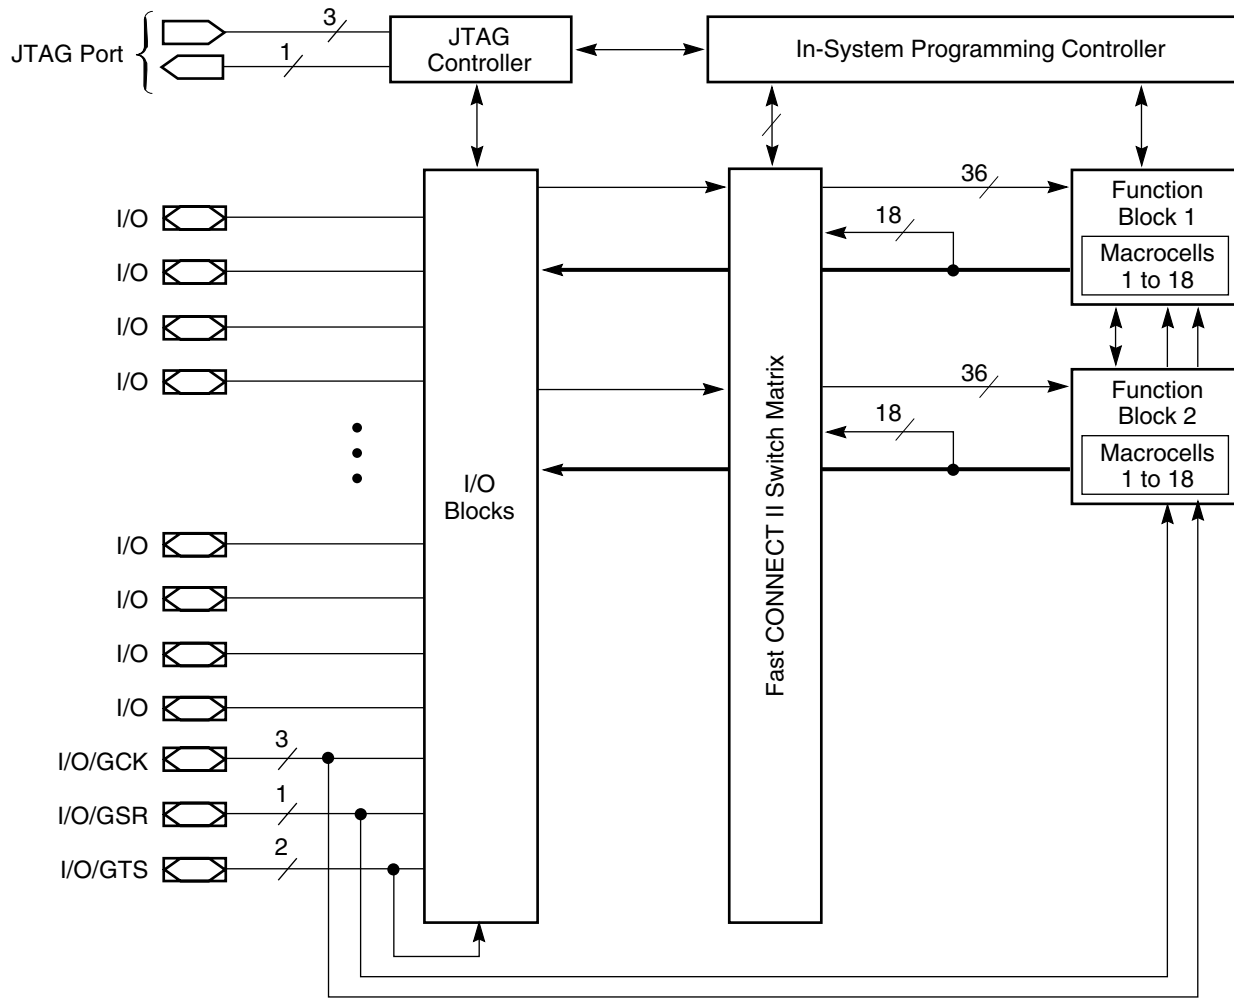 JTAG Port
3
1
JTAG
Controller
In-System Programming Controller
I/O
I/O
I/O
I/O
I/O
I/O
I/O
I/O
I/O/GCK
3
I/O/GSR
1
I/O/GTS
2
I/O
Blocks
Fast CONNECT II Switch Matrix
36
18
Function
Block 1
Macrocells
1 to 18
36
18
Function
Block 2
Macrocells
1 to 18